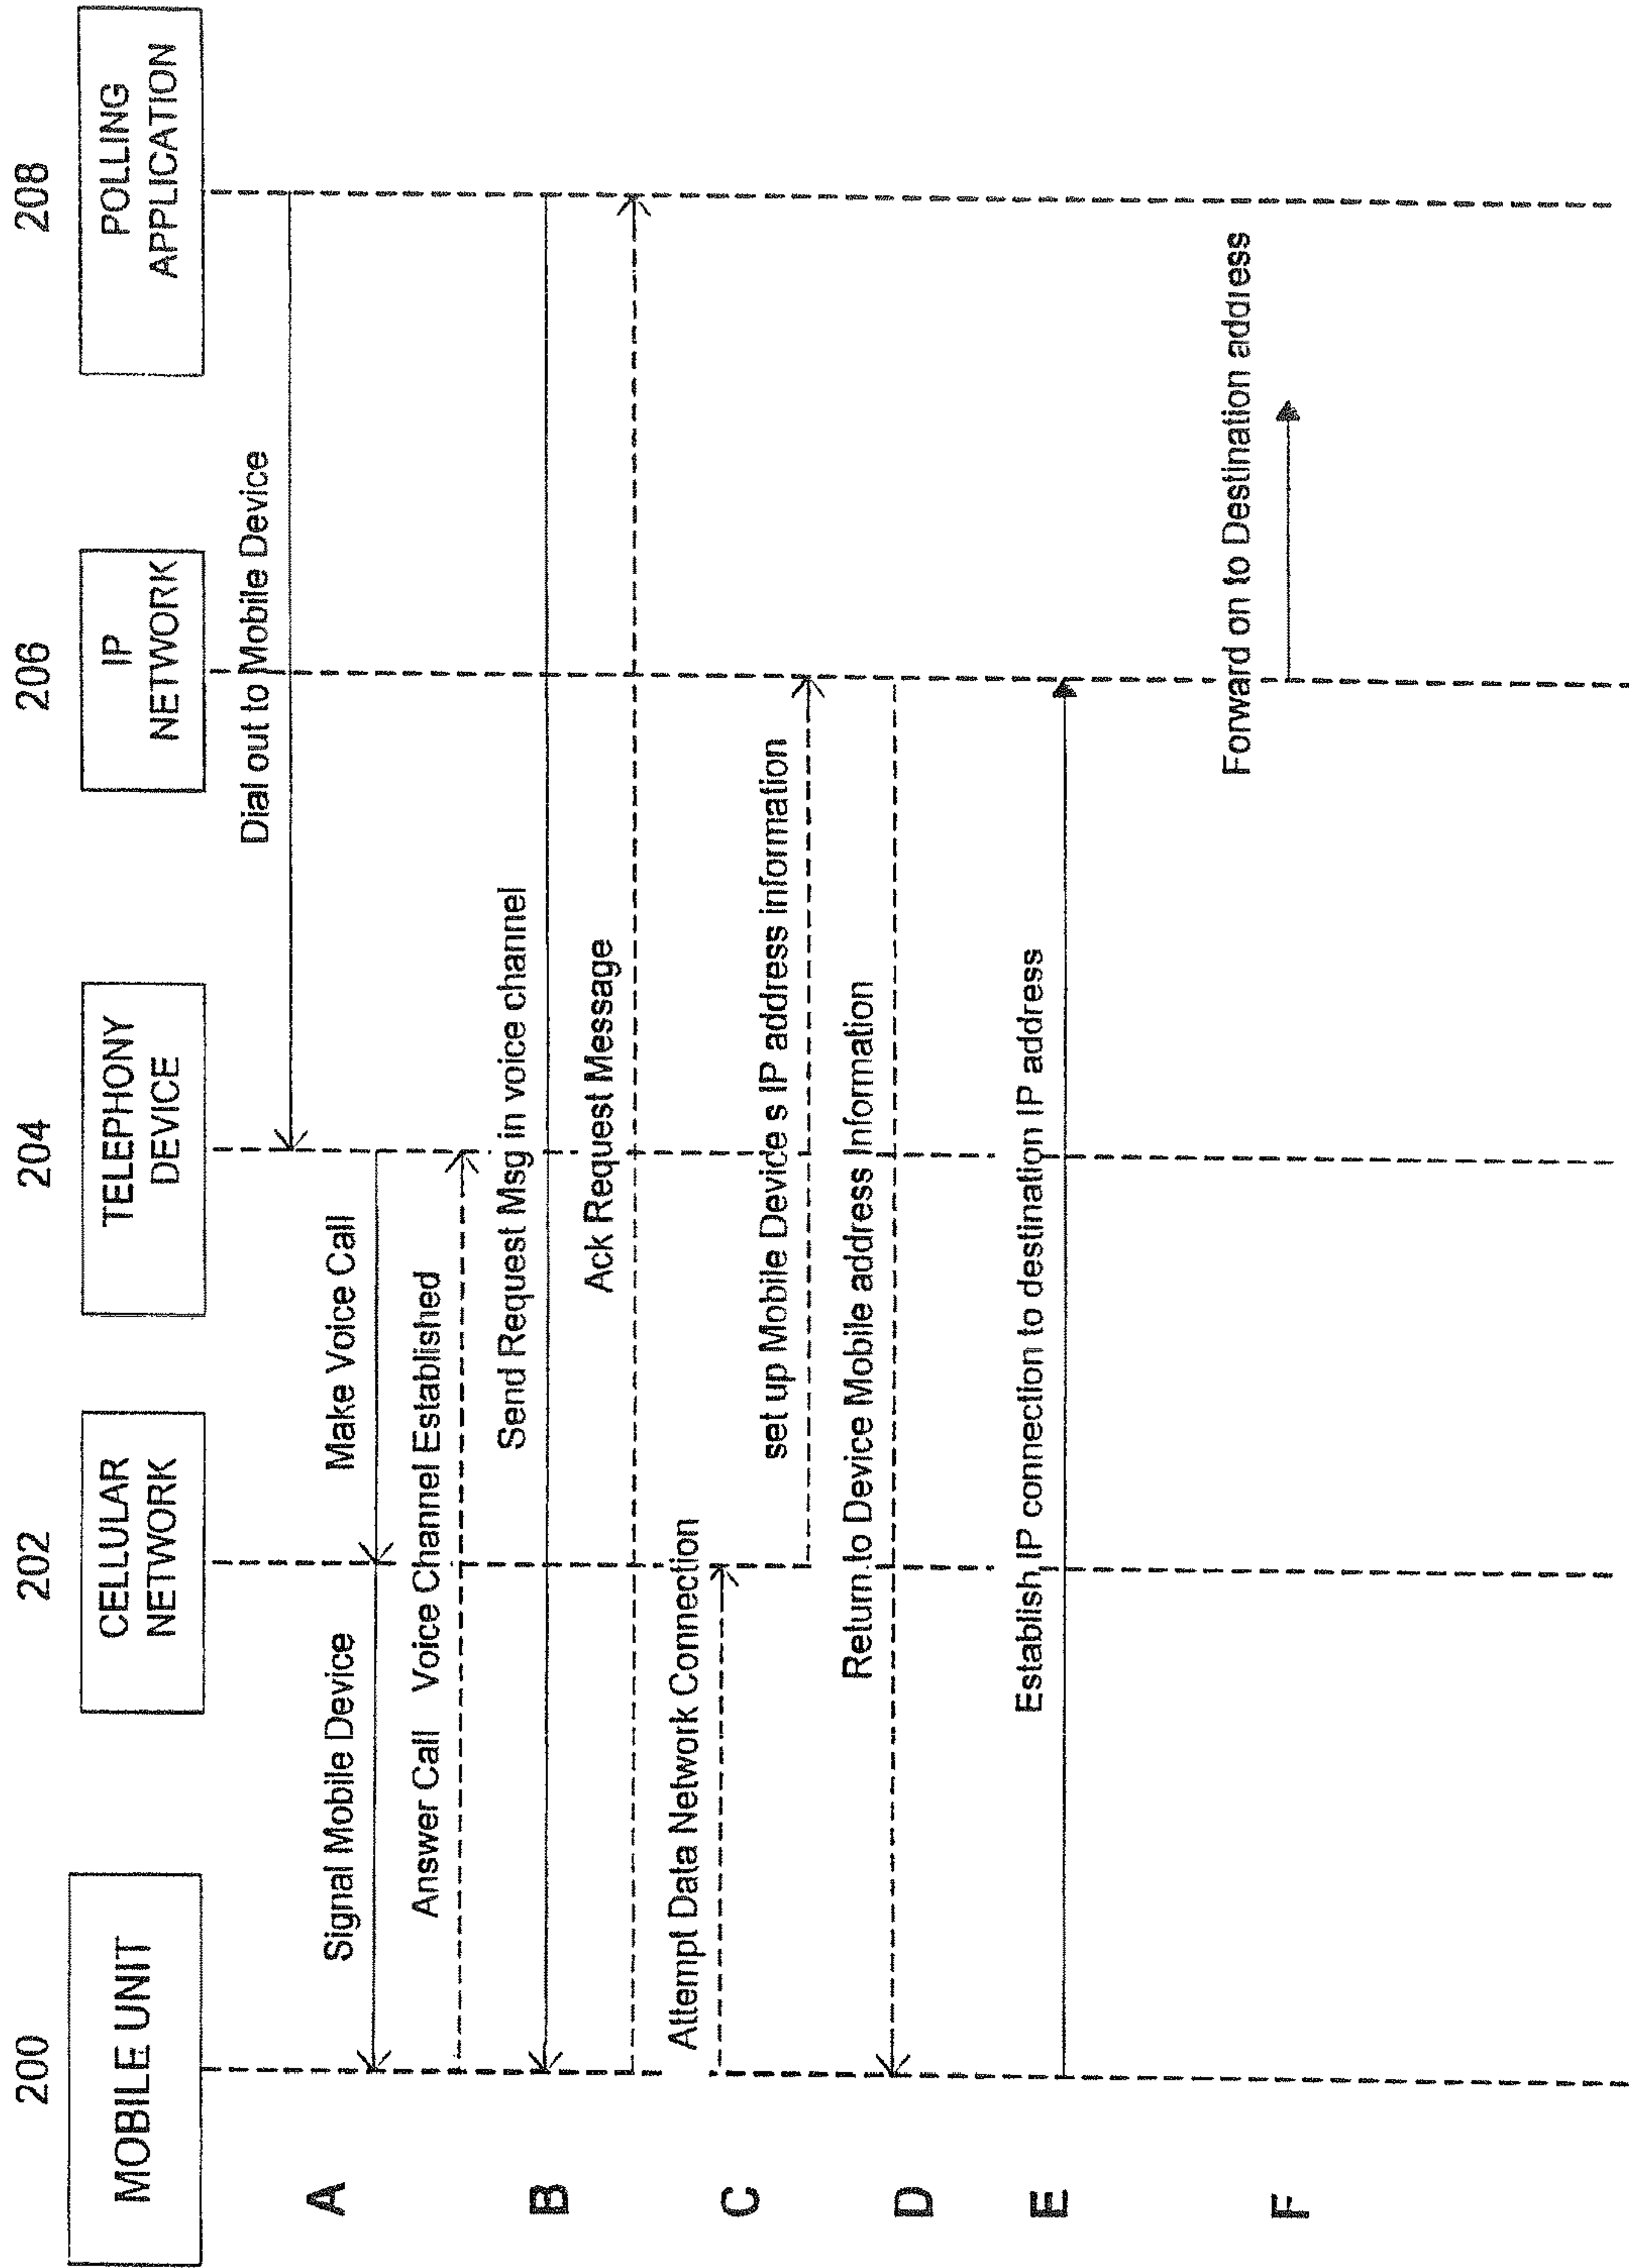 200
202
204
206
208
MOBILE UNIT
CELLULAR
NETWORK
TELEPHONY
DEVICE
IP
NETWORK
POLLING
APPLICATION
A
Dial out to Mobile Device
Signal Mobile Device
Make Voice Call
Answer Call Voice Channel Established
B
Send Request Msg in voice channel
Ack Request Message
C
Attempt Data Network Connection
set up Mobile Device s IP address information
D
Return to Device Mobile address Information
E
Establish IP connection to destination IP address
F
Forward on to Destination address